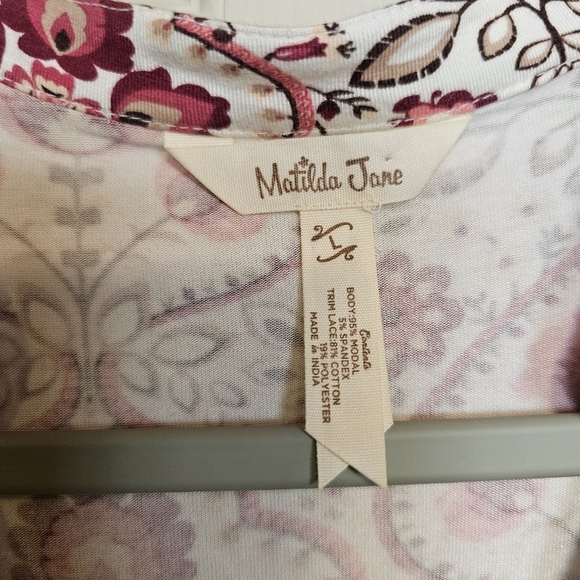 Matilda Jane
L
Contents
BODY:95% MODAL
5% SPANDEX
TRIM LACE:81% COTTON
19% POLYESTER
MADE in INDIA